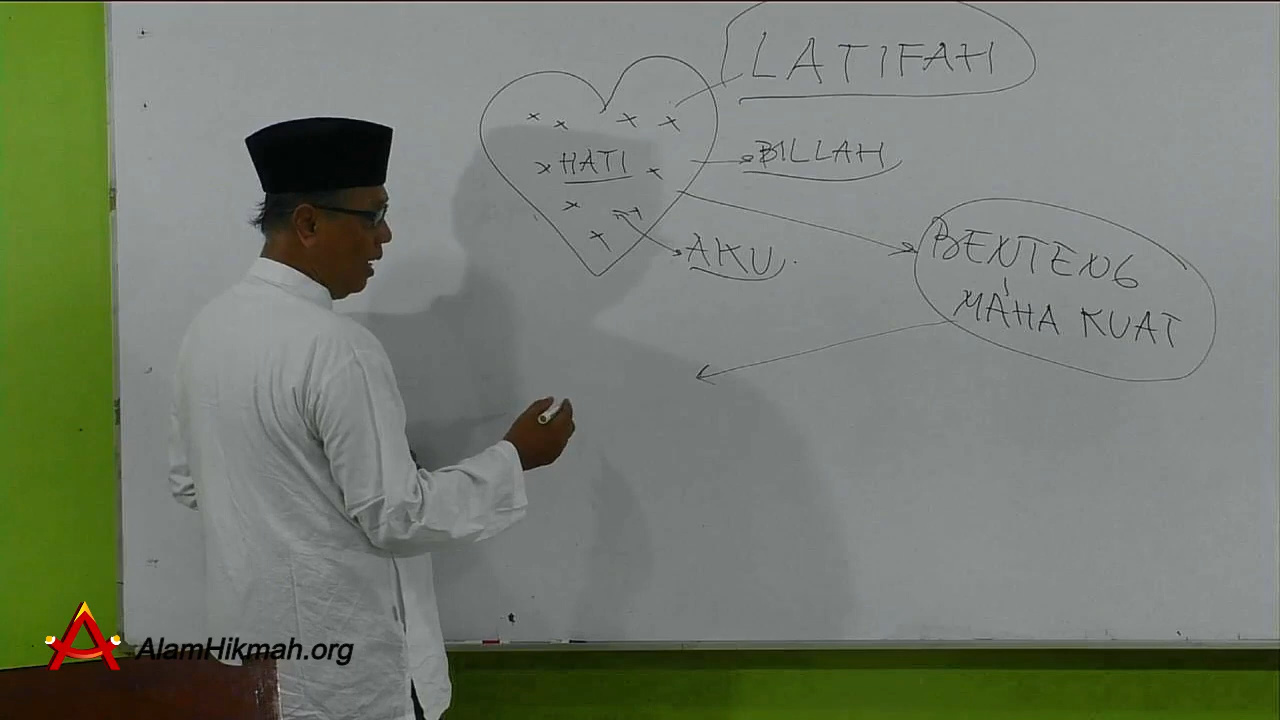 LATIFAH
HATI
BILLAH
AKU.
BENTENG
MAHA KUAT
AlamHikmah.org